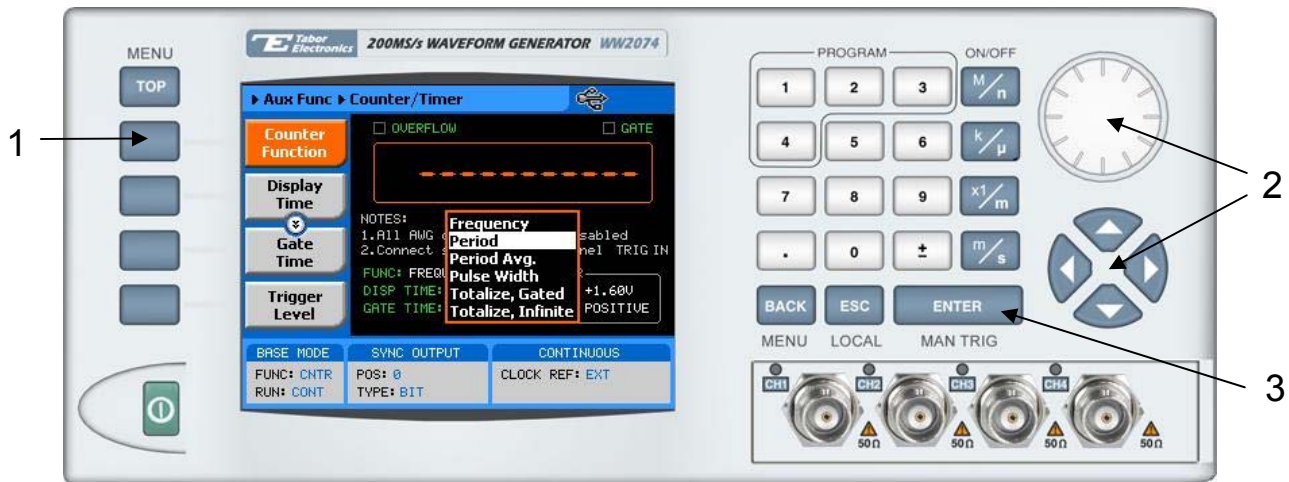 MENU
TOP
1
Tabor Electronics 200MS/s WAVEFORM GENERATOR WW2074
Aux Func Counter/Timer
Counter Function
Display Time
Gate Time
Trigger Level
OVERFLOW GATE
NOTES:
1.All AWG sabled
2.Connect nel TRIG IN
FUNC: FREQU
DISP TIME: +1.60V
GATE TIME: POSITIVE
Frequency
Period
Period Avg.
Pulse Width
Totalize, Gated
Totalize, Infinite
BASE MODE SYNC OUTPUT CONTINUOUS
FUNC: CNTR POS: 0 CLOCK REF: EXT
RUN: CONT TYPE: BIT
PROGRAM ON/OFF
1 2 3 M/n
4 5 6 k/µ
7 8 9 x1/m
. 0 ± m/s
BACK ESC ENTER
MENU LOCAL MAN TRIG
CH1 CH2 CH3 CH4
50Ω 50Ω 50Ω 50Ω
2
3